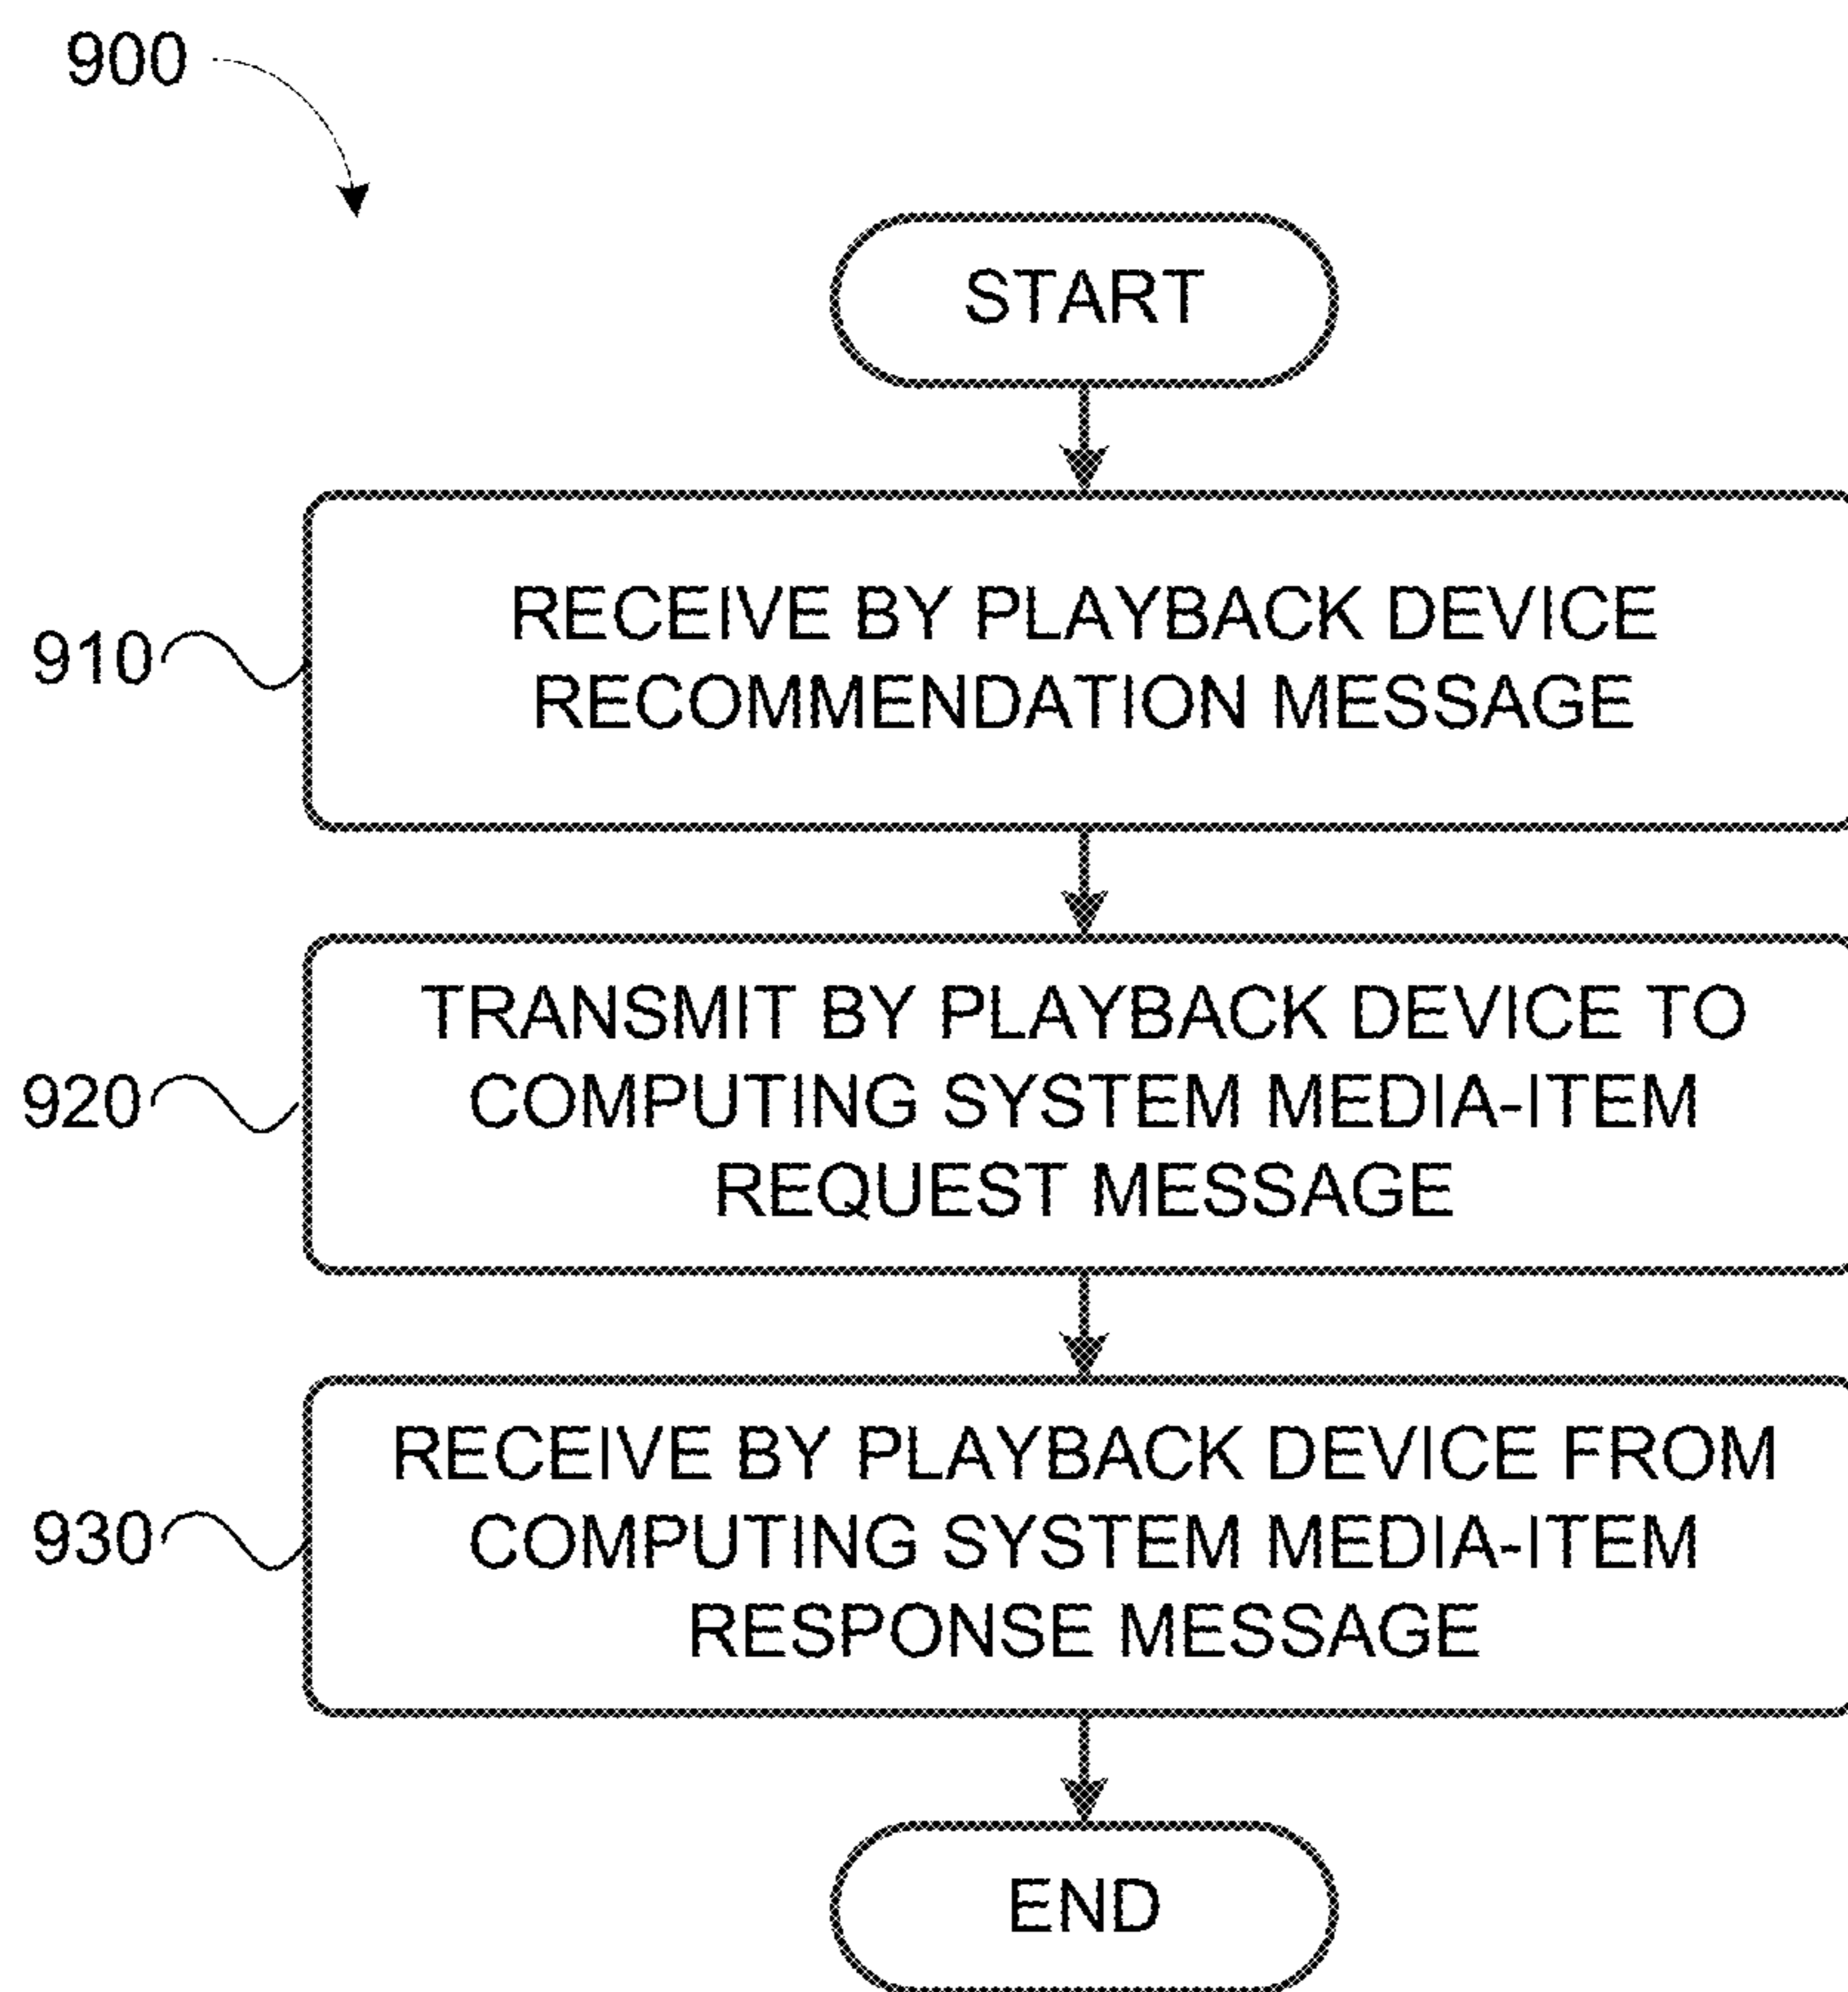 900
START
910
RECEIVE BY PLAYBACK DEVICE
RECOMMENDATION MESSAGE
920
TRANSMIT BY PLAYBACK DEVICE TO
COMPUTING SYSTEM MEDIA-ITEM
REQUEST MESSAGE
930
RECEIVE BY PLAYBACK DEVICE FROM
COMPUTING SYSTEM MEDIA-ITEM
RESPONSE MESSAGE
END